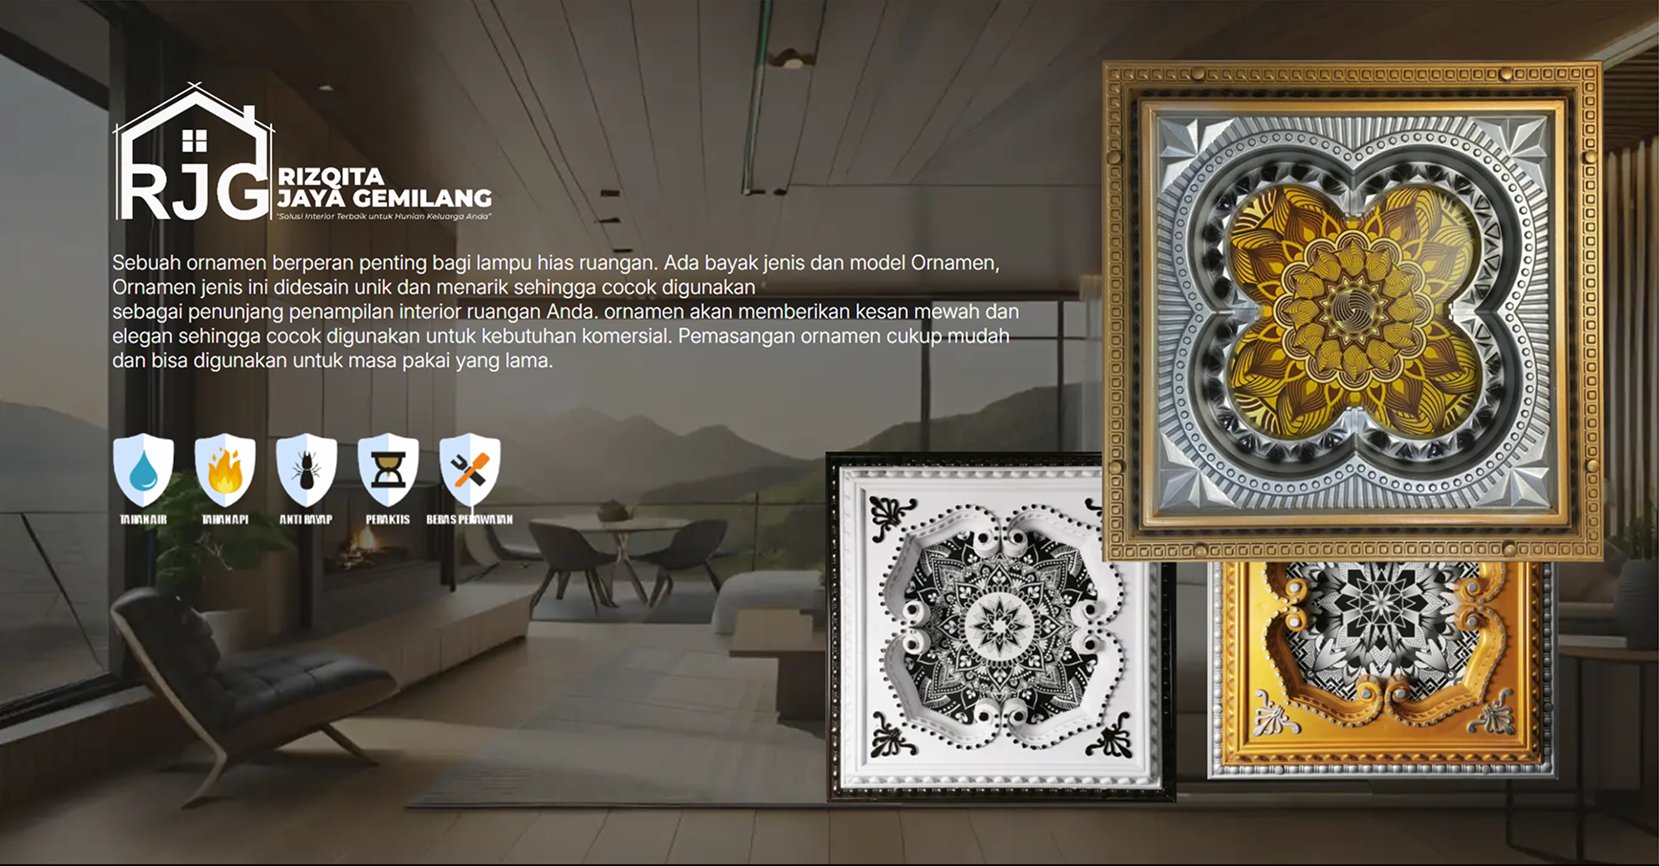 RJG
RIZQITA
JAYA GEMILANG
"Solusi Interior Terbaik untuk Hunian Keluarga Anda"
Sebuah ornamen berperan penting bagi lampu hias ruangan. Ada bayak jenis dan model Ornamen,
Ornamen jenis ini didesain unik dan menarik sehingga cocok digunakan
sebagai penunjang penampilan interior ruangan Anda. ornamen akan memberikan kesan mewah dan
elegan sehingga cocok digunakan untuk kebutuhan komersial. Pemasangan ornamen cukup mudah
dan bisa digunakan untuk masa pakai yang lama.
TAHAN AIR
TAHAN API
ANTI RAYAP
PERAKTIS
BEBAS PERAWATAN